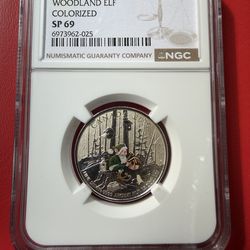 WOODLAND ELF
COLORIZED
SP 69
6973962-025
NGC
NUMISMATIC GUARANTY COMPANY